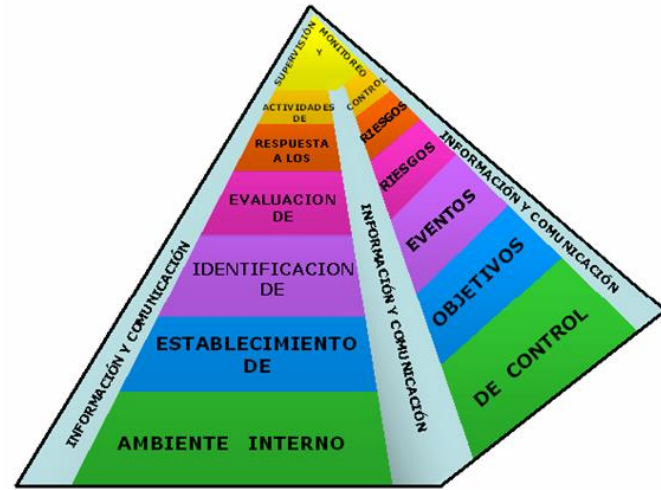 SUPERVISIÓN
Y
MONITOREO
ACTIVIDADES
DE
CONTROL
RESPUESTA
A LOS
RIESGOS
EVALUACION
DE
RIESGOS
IDENTIFICACION
DE
EVENTOS
ESTABLECIMIENTO
DE
OBJETIVOS
AMBIENTE INTERNO
DE CONTROL
INFORMACIÓN Y COMUNICACIÓN
INFORMACIÓN Y COMUNICACIÓN
INFORMACIÓN Y COMUNICACIÓN